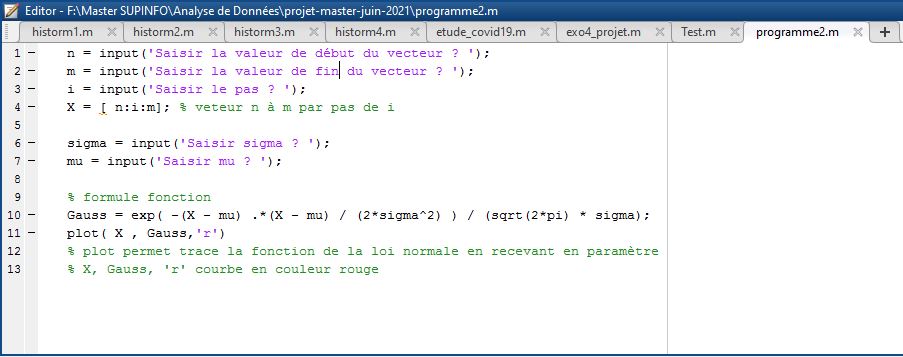 Editor - F:\Master SUPINFO\Analyse de Données\projet-master-juin-2021\programme2.m
historm1.m historm2.m historm3.m historm4.m etude_covid19.m exo4_projet.m Test.m programme2.m +
1 - n = input('Saisir la valeur de début du vecteur ? ');
2 - m = input('Saisir la valeur de fin du vecteur ? ');
3 - i = input('Saisir le pas ? ');
4 - X = [ n:i:m]; % veteur n à m par pas de i
5
6 - sigma = input('Saisir sigma ? ');
7 - mu = input('Saisir mu ? ');
8
9 % formule fonction
10 - Gauss = exp( -(X - mu) .*(X - mu) / (2*sigma^2) ) / (sqrt(2*pi) * sigma);
11 - plot( X , Gauss,'r')
12 % plot permet trace la fonction de la loi normale en recevant en paramètre
13 % X, Gauss, 'r' courbe en couleur rouge